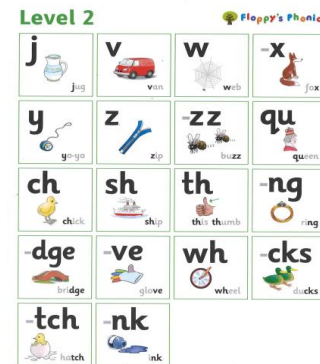 Level 2
Floppy's Phonic
j
v
w
-x
jug
van
web
fox
y
z
-zz
qu
yo-yo
zip
buzz
queen
ch
sh
th
-ng
chick
ship
this thumb
ring
-dge
-ve
wh
-cks
bridge
glove
wheel
ducks
-tch
-nk
hatch
ink